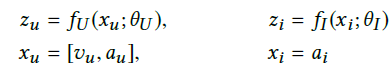 z_u = f_U(x_u; θ_U), z_i = f_I(x_i; θ_I)
x_u = [v_u, a_u], x_i = a_i